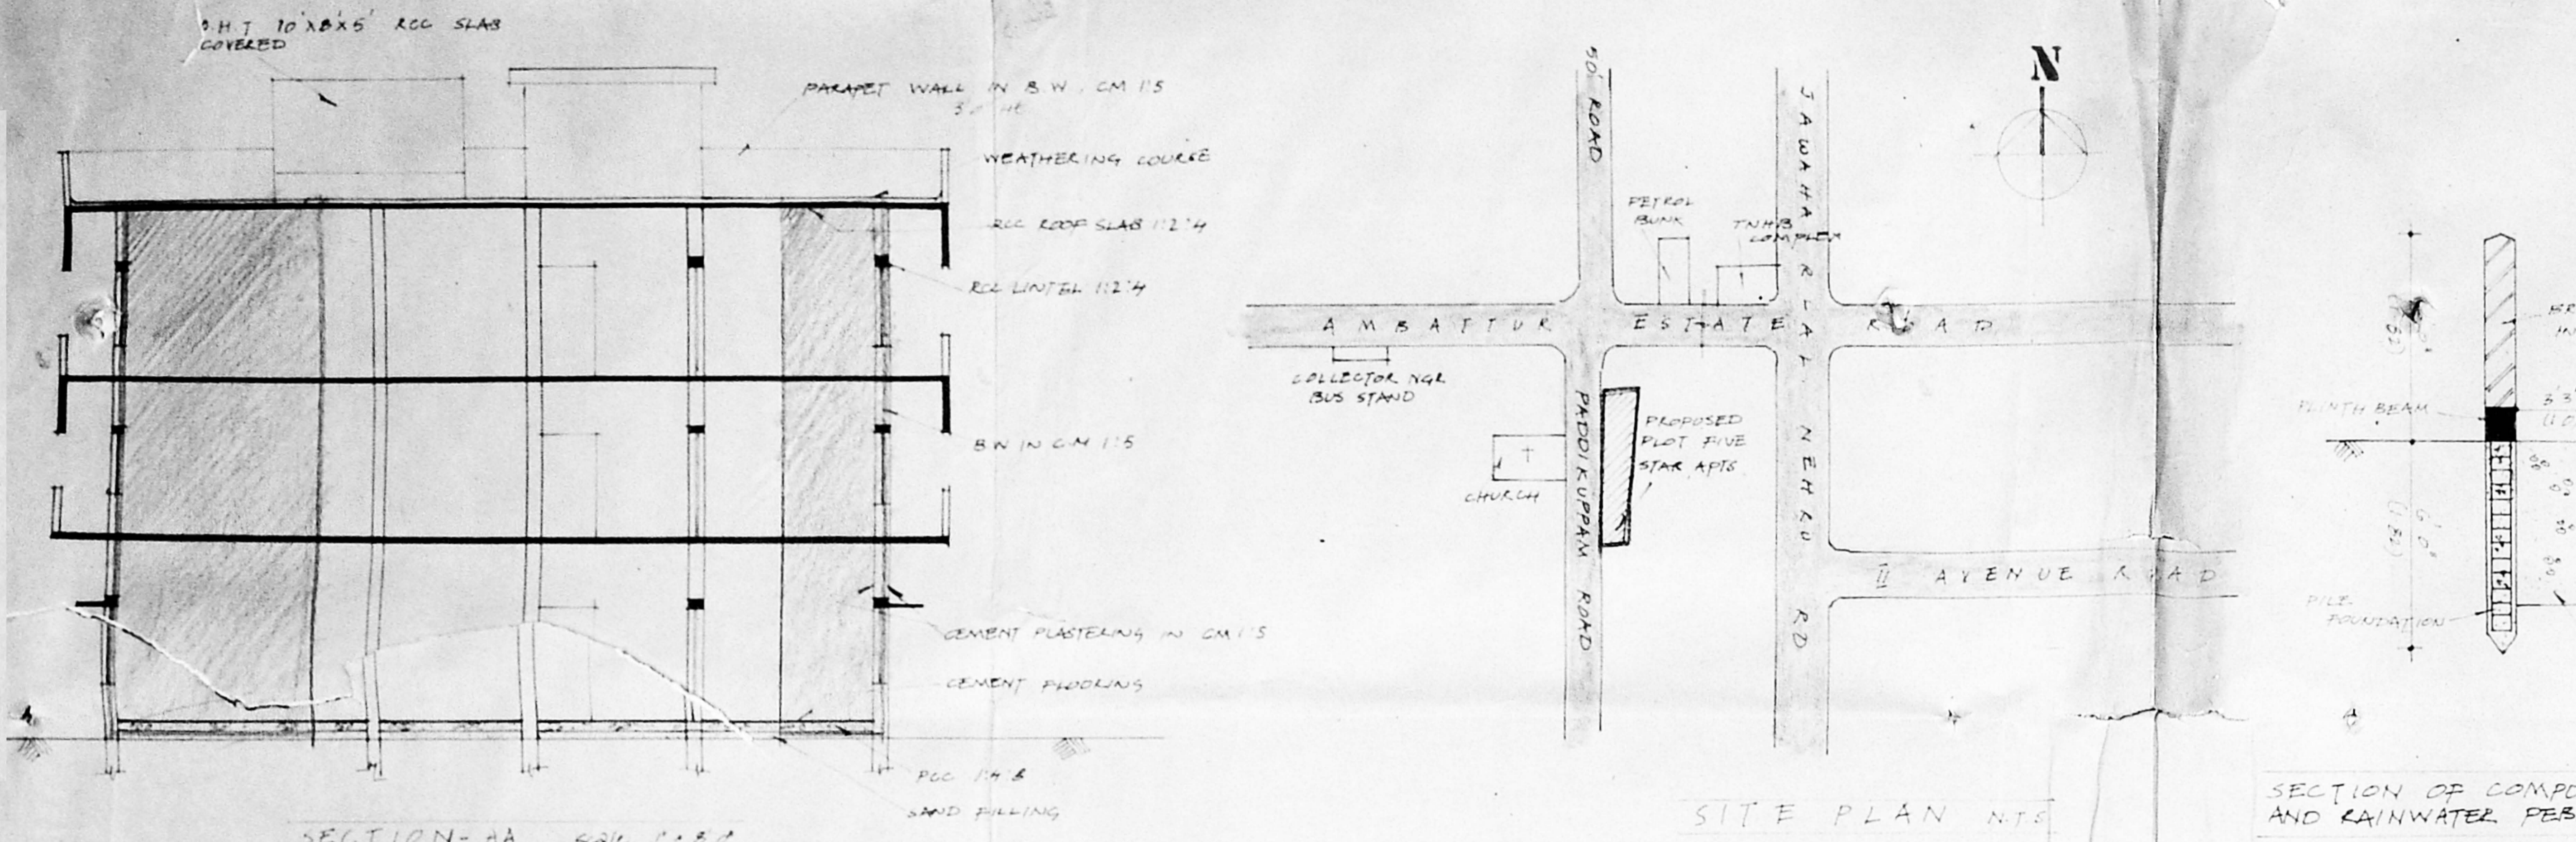 O.H.T 10'X8'X5' RCC SLAB
COVERED
PARAPET WALL IN B.W. CM 1:5
WEATHERING COURSE
RCC ROOF SLAB 1:2:4
RCC LINTEL 1:2:4
B.W IN C.M 1:5
CEMENT PLASTERING IN CM 1:5
CEMENT FLOORING
PCC 1:4:8
SAND FILLING
SECTION-AA
50' ROAD
JAWAHARLAL NEHRU RD
N
PETROL
BUNK
TNHB
COMPLEX
AMBATTUR ESTATE ROAD
COLLECTOR NGR
BUS STAND
PADDIKUPPAM ROAD
PROPOSED
PLOT FIVE
STAR APTS
CHURCH
II AVENUE ROAD
SITE PLAN N.T.S
PLINTH BEAM
6'0"
PILE
FOUNDATION
SECTION OF
AND RAINWATER